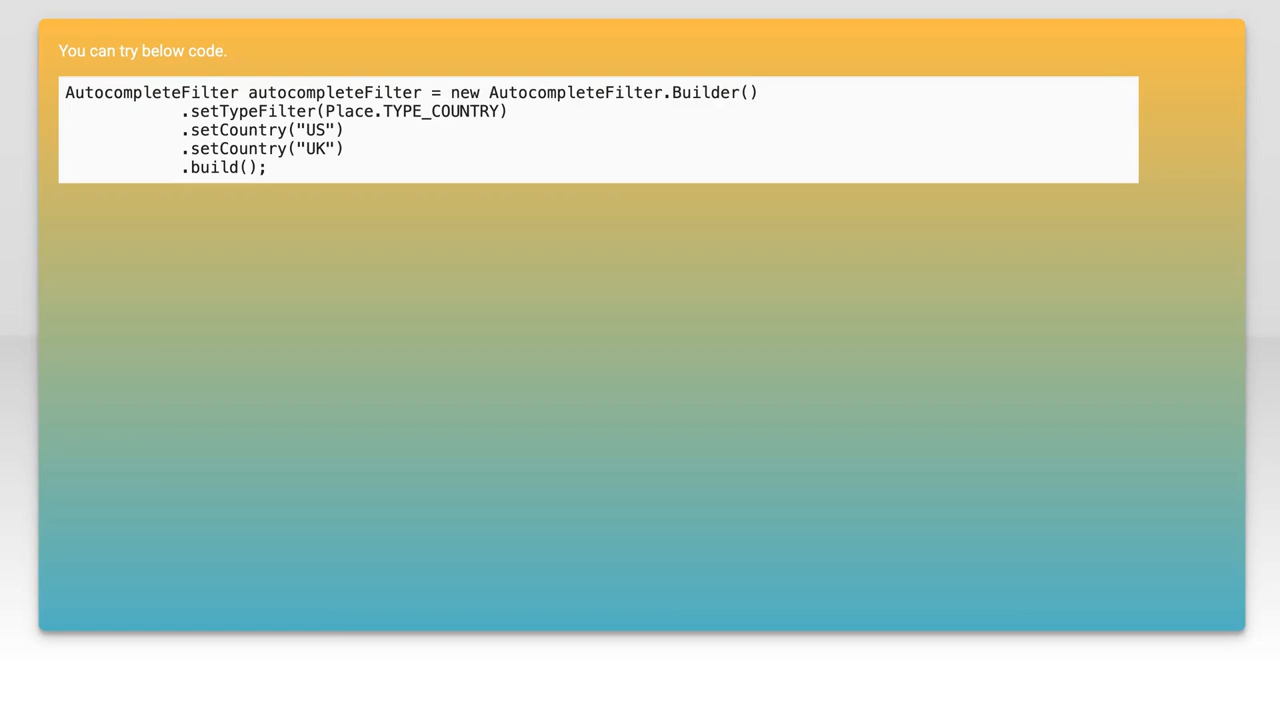 You can try below code.
AutocompleteFilter autocompleteFilter = new AutocompleteFilter.Builder()
            .setTypeFilter(Place.TYPE_COUNTRY)
            .setCountry("US")
            .setCountry("UK")
            .build();